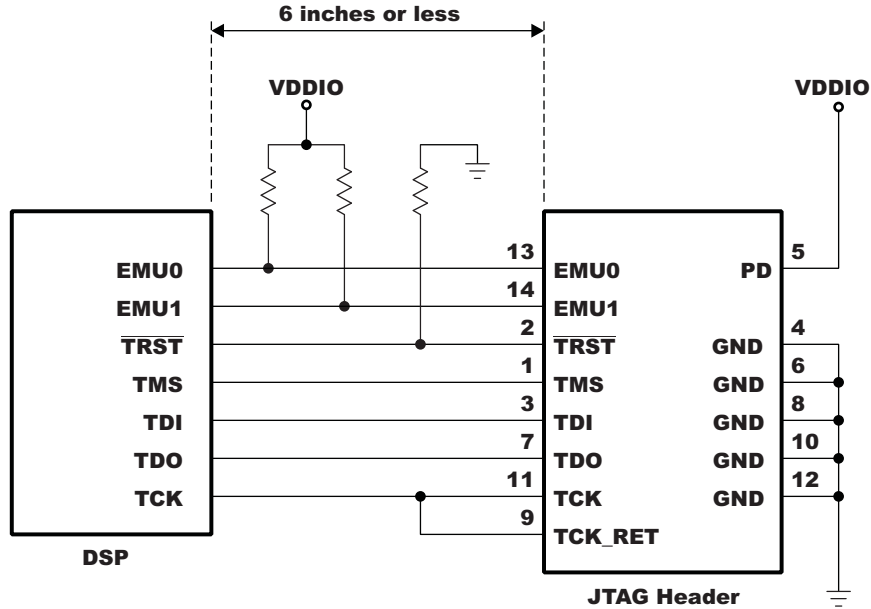 6 inches or less
VDDIO
VDDIO
13
5
EMU0
EMU0
PD
14
EMU1
EMU1
2
4
TRST
TRST
GND
1
6
TMS
TMS
GND
3
8
TDI
TDI
GND
7
10
TDO
TDO
GND
11
12
TCK
TCK
GND
9
TCK_RET
DSP
JTAG Header